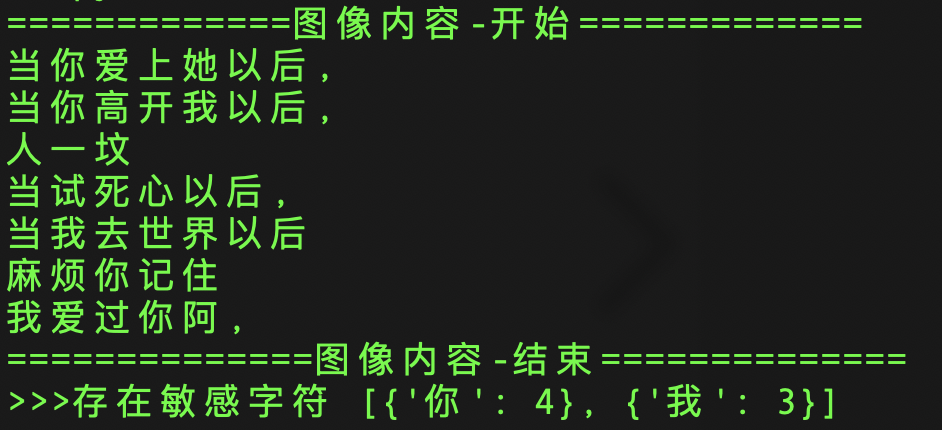 =============图像内容-开始=============
当你爱上她以后,
当你高开我以后,
人一坟
当试死心以后,
当我去世界以后
麻烦你记住
我爱过你阿,
==============图像内容-结束==============
>>>存在敏感字符 [{'你': 4}, {'我': 3}]